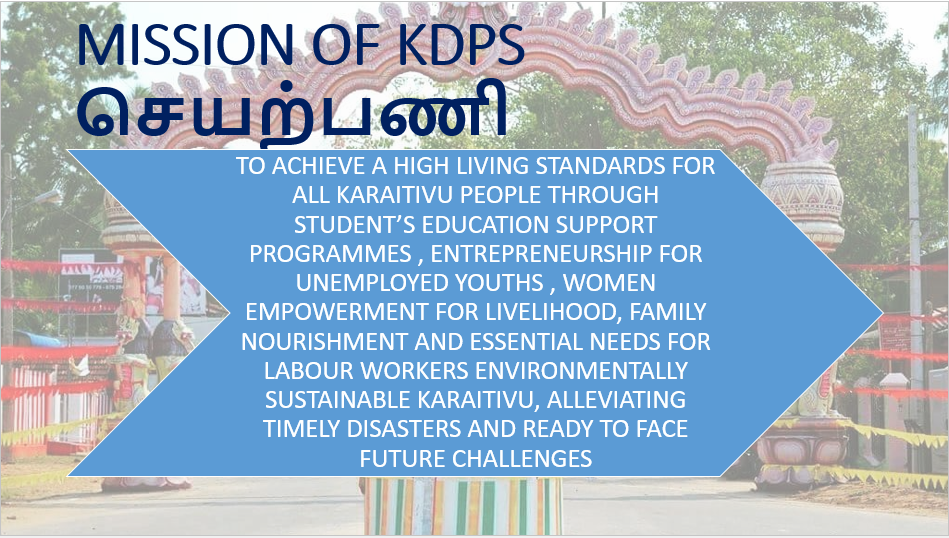 MISSION OF KDPS
செயற்பணி
TO ACHIEVE A HIGH LIVING STANDARDS FOR
ALL KARAITIVU PEOPLE THROUGH
STUDENT’S EDUCATION SUPPORT
PROGRAMMES , ENTREPRENEURSHIP FOR
UNEMPLOYED YOUTHS , WOMEN
EMPOWERMENT FOR LIVELIHOOD, FAMILY
NOURISHMENT AND ESSENTIAL NEEDS FOR
LABOUR WORKERS ENVIRONMENTALLY
SUSTAINABLE KARAITIVU, ALLEVIATING
TIMELY DISASTERS AND READY TO FACE
FUTURE CHALLENGES